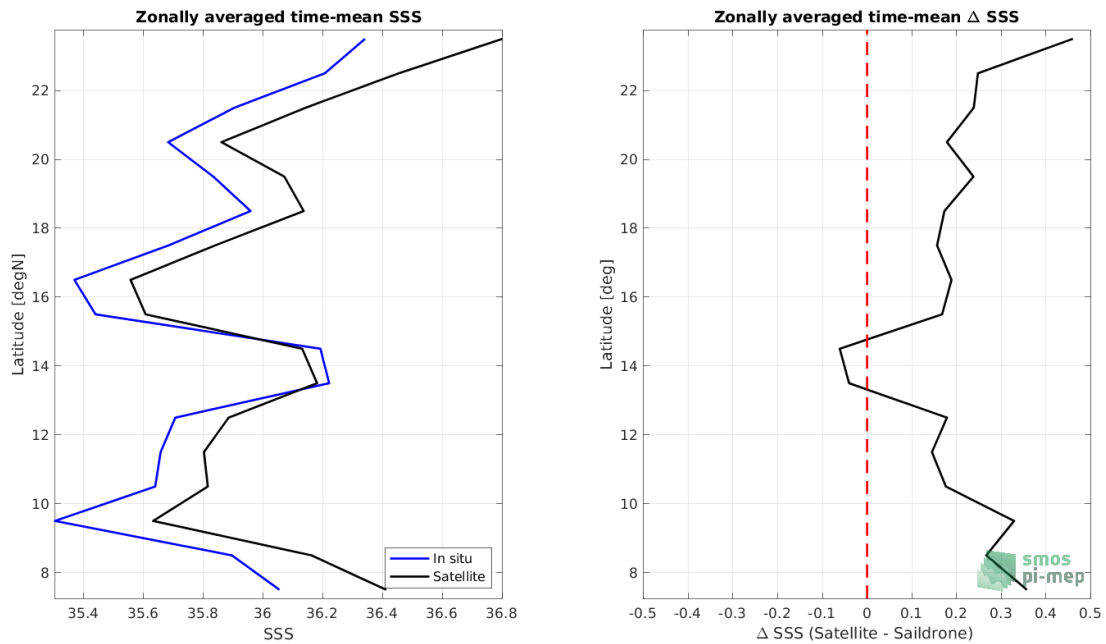 Zonally averaged time-mean SSS
22
20
18
16
14
12
10
8
Latitude [degN]
35.4 35.6 35.8 36 36.2 36.4 36.6 36.8
SSS
In situ
Satellite
Zonally averaged time-mean Δ SSS
22
20
18
16
14
12
10
8
Latitude [deg]
-0.5 -0.4 -0.3 -0.2 -0.1 0 0.1 0.2 0.3 0.4 0.5
Δ SSS (Satellite - Saildrone)
smos
pi-mep